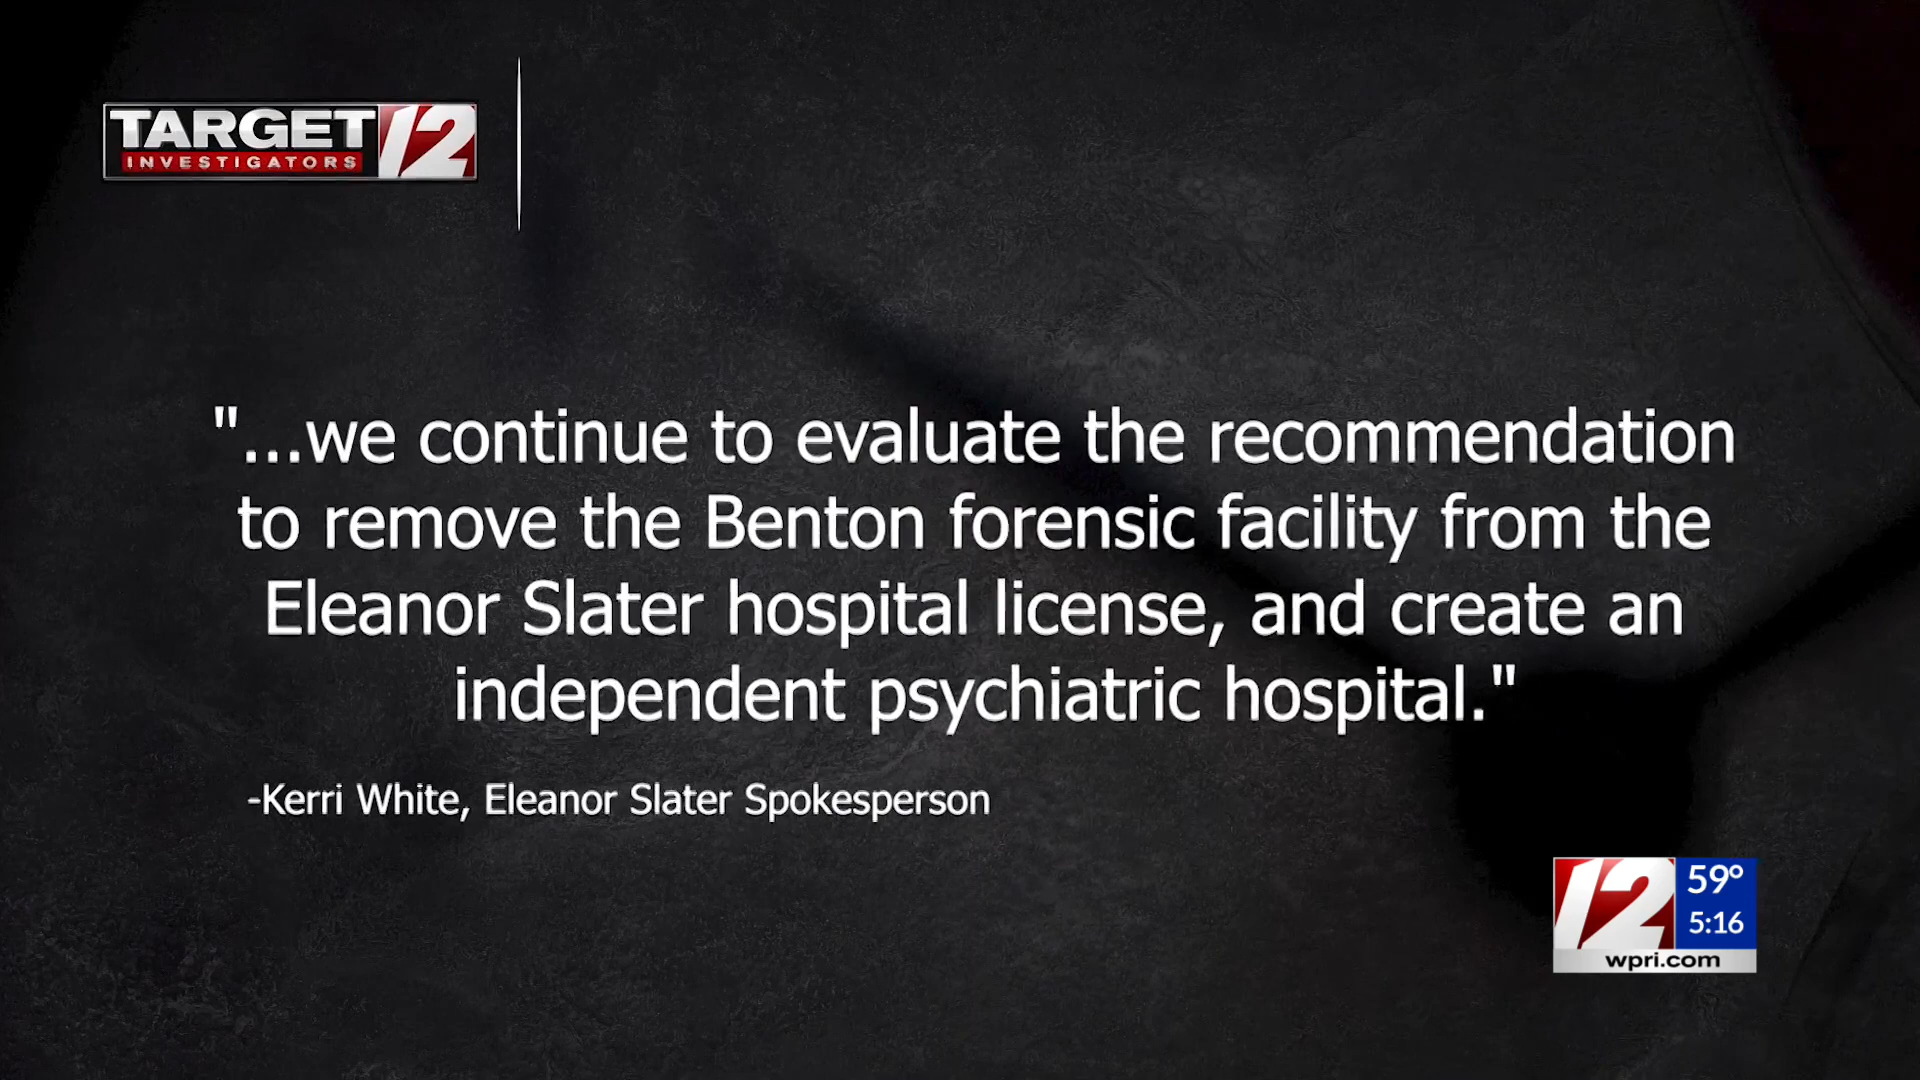 TARGET 12
INVESTIGATORS
"...we continue to evaluate the recommendation
to remove the Benton forensic facility from the
Eleanor Slater hospital license, and create an
independent psychiatric hospital."
-Kerri White, Eleanor Slater Spokesperson
12
59°
5:16
wpri.com